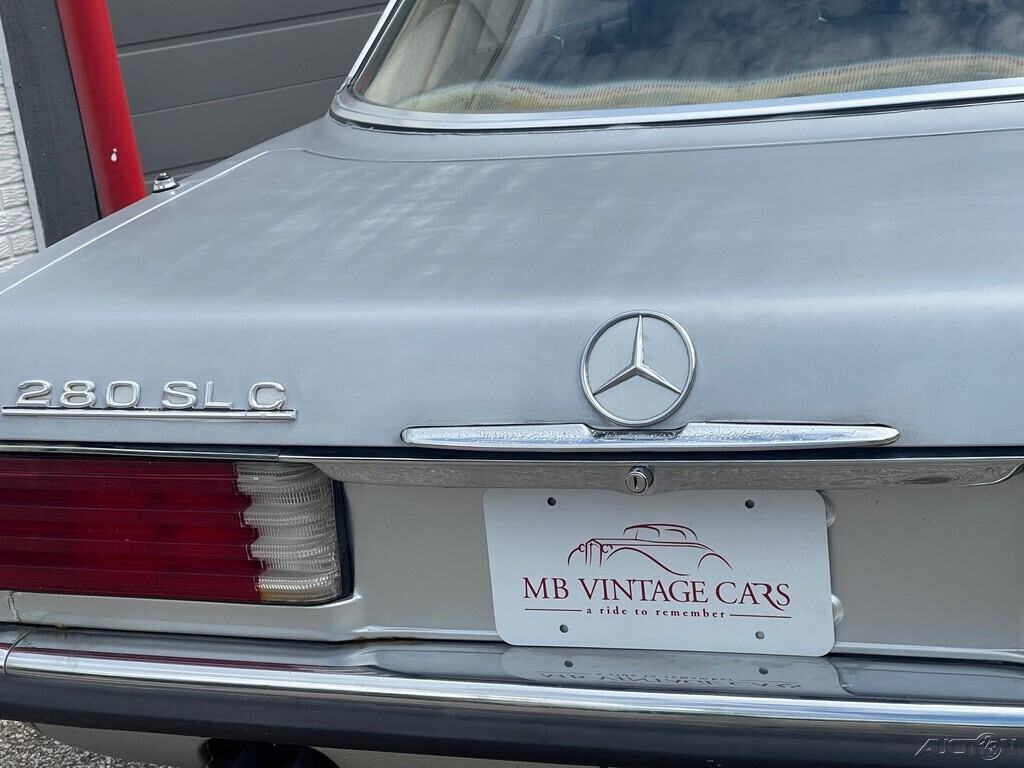 280 SLC
MB VINTAGE CARS
a ride to remember